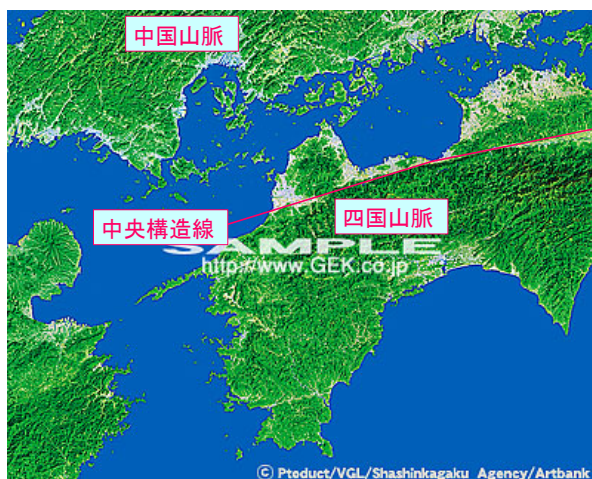 中国山脈
四国山脈
中央構造線
SAMPLE
http://www.GEK.co.jp
© Ptoduct/VGL/Shashinkagaku Agency/Artbank